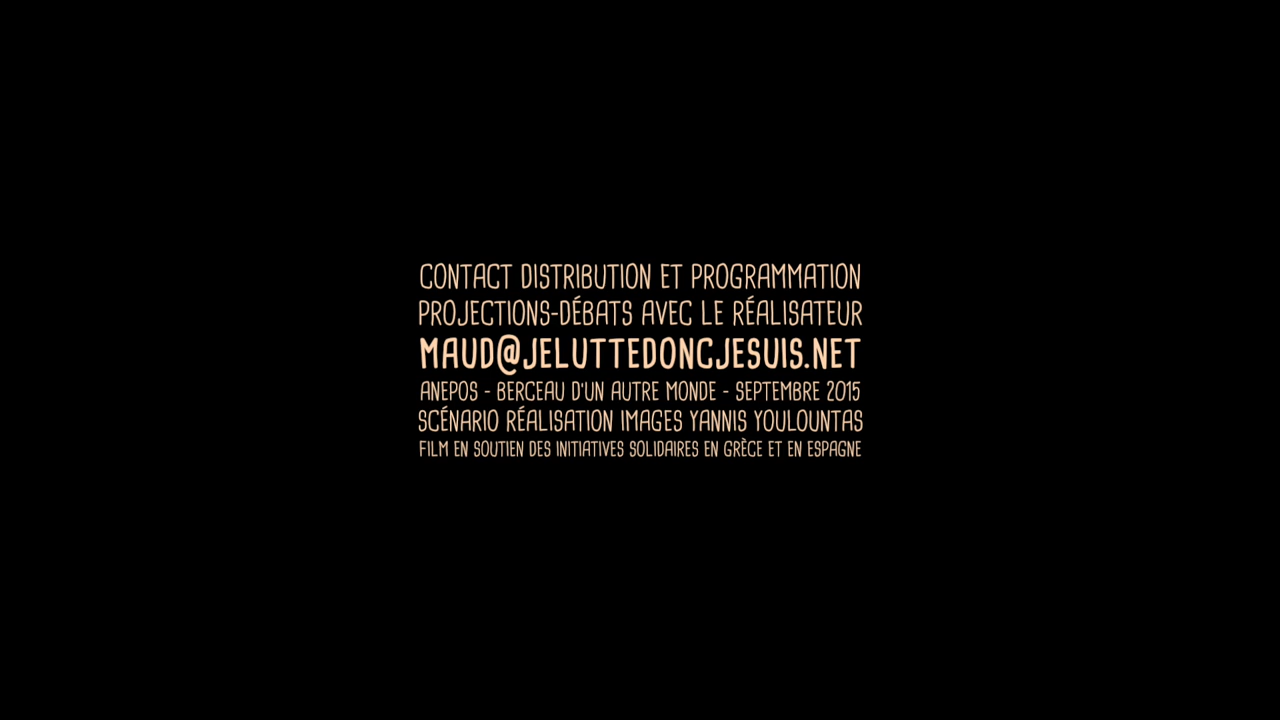 CONTACT DISTRIBUTION ET PROGRAMMATION
PROJECTIONS-DÉBATS AVEC LE RÉALISATEUR
MAUD@JELUTTEDONCJESUIS.NET
ANEPOS - BERCEAU D'UN AUTRE MONDE - SEPTEMBRE 2015
SCÉNARIO RÉALISATION IMAGES YANNIS YOULOUNTAS
FILM EN SOUTIEN DES INITIATIVES SOLIDAIRES EN GRÈCE ET EN ESPAGNE